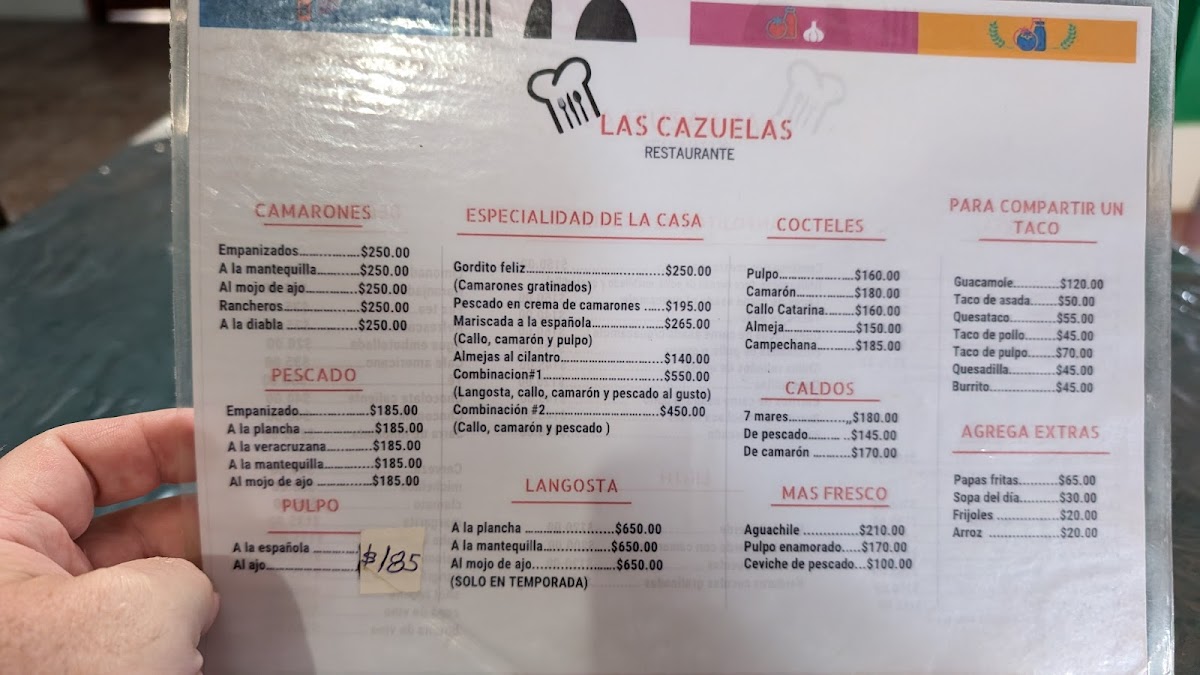 LAS CAZUELAS
RESTAURANTE
CAMARONES
Empanizados................$250.00
A la mantequilla...........$250.00
Al mojo de ajo.............$250.00
Rancheros..................$250.00
A la diabla ................$250.00
PESCADO
Empanizado.................$185.00
A la plancha ...............$185.00
A la veracruzana...........$185.00
A la mantequilla...........$185.00
Al mojo de ajo .............$185.00
PULPO
A la española ...........
Al ajo.....................
$185
ESPECIALIDAD DE LA CASA
Gordito feliz..............................$250.00
(Camarones gratinados)
Pescado en crema de camarones ......$195.00
Mariscada a la española................$265.00
(Callo, camarón y pulpo)
Almejas al cilantro.......................$140.00
Combinacion#1............................$550.00
(Langosta, callo, camarón y pescado al gusto)
Combinación #2...........................$450.00
(Callo, camarón y pescado )
LANGOSTA
A la plancha ........................$650.00
A la mantequilla....................$650.00
Al mojo de ajo......................$650.00
(SOLO EN TEMPORADA)
COCTELES
Pulpo.....................$160.00
Camarón................$180.00
Callo Catarina.........$160.00
Almeja...................$150.00
Campechana..........$185.00
CALDOS
7 mares..............,,$180.00
De pescado......... ..$145.00
De camarón ..........$170.00
MAS FRESCO
Aguachile ................$210.00
Pulpo enamorado.....$170.00
Ceviche de pescado...$100.00
PARA COMPARTIR UN
TACO
Guacamole...........$120.00
Taco de asada.......$50.00
Quesataco............$55.00
Taco de pollo........$45.00
Taco de pulpo.......$70.00
Quesadilla............$45.00
Burrito.................$45.00
AGREGA EXTRAS
Papas fritas..........$65.00
Sopa del día..........$30.00
Frijoles ................$20.00
Arroz ..................$20.00